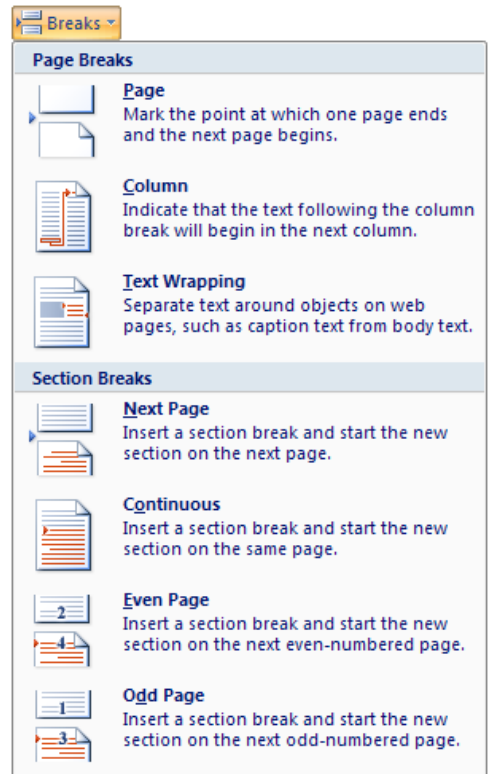 Breaks
Page Breaks
Page
Mark the point at which one page ends
and the next page begins.
Column
Indicate that the text following the column
break will begin in the next column.
Text Wrapping
Separate text around objects on web
pages, such as caption text from body text.
Section Breaks
Next Page
Insert a section break and start the new
section on the next page.
Continuous
Insert a section break and start the new
section on the same page.
2
Even Page
Insert a section break and start the new
4
section on the next even-numbered page.
1
Odd Page
Insert a section break and start the new
3
section on the next odd-numbered page.